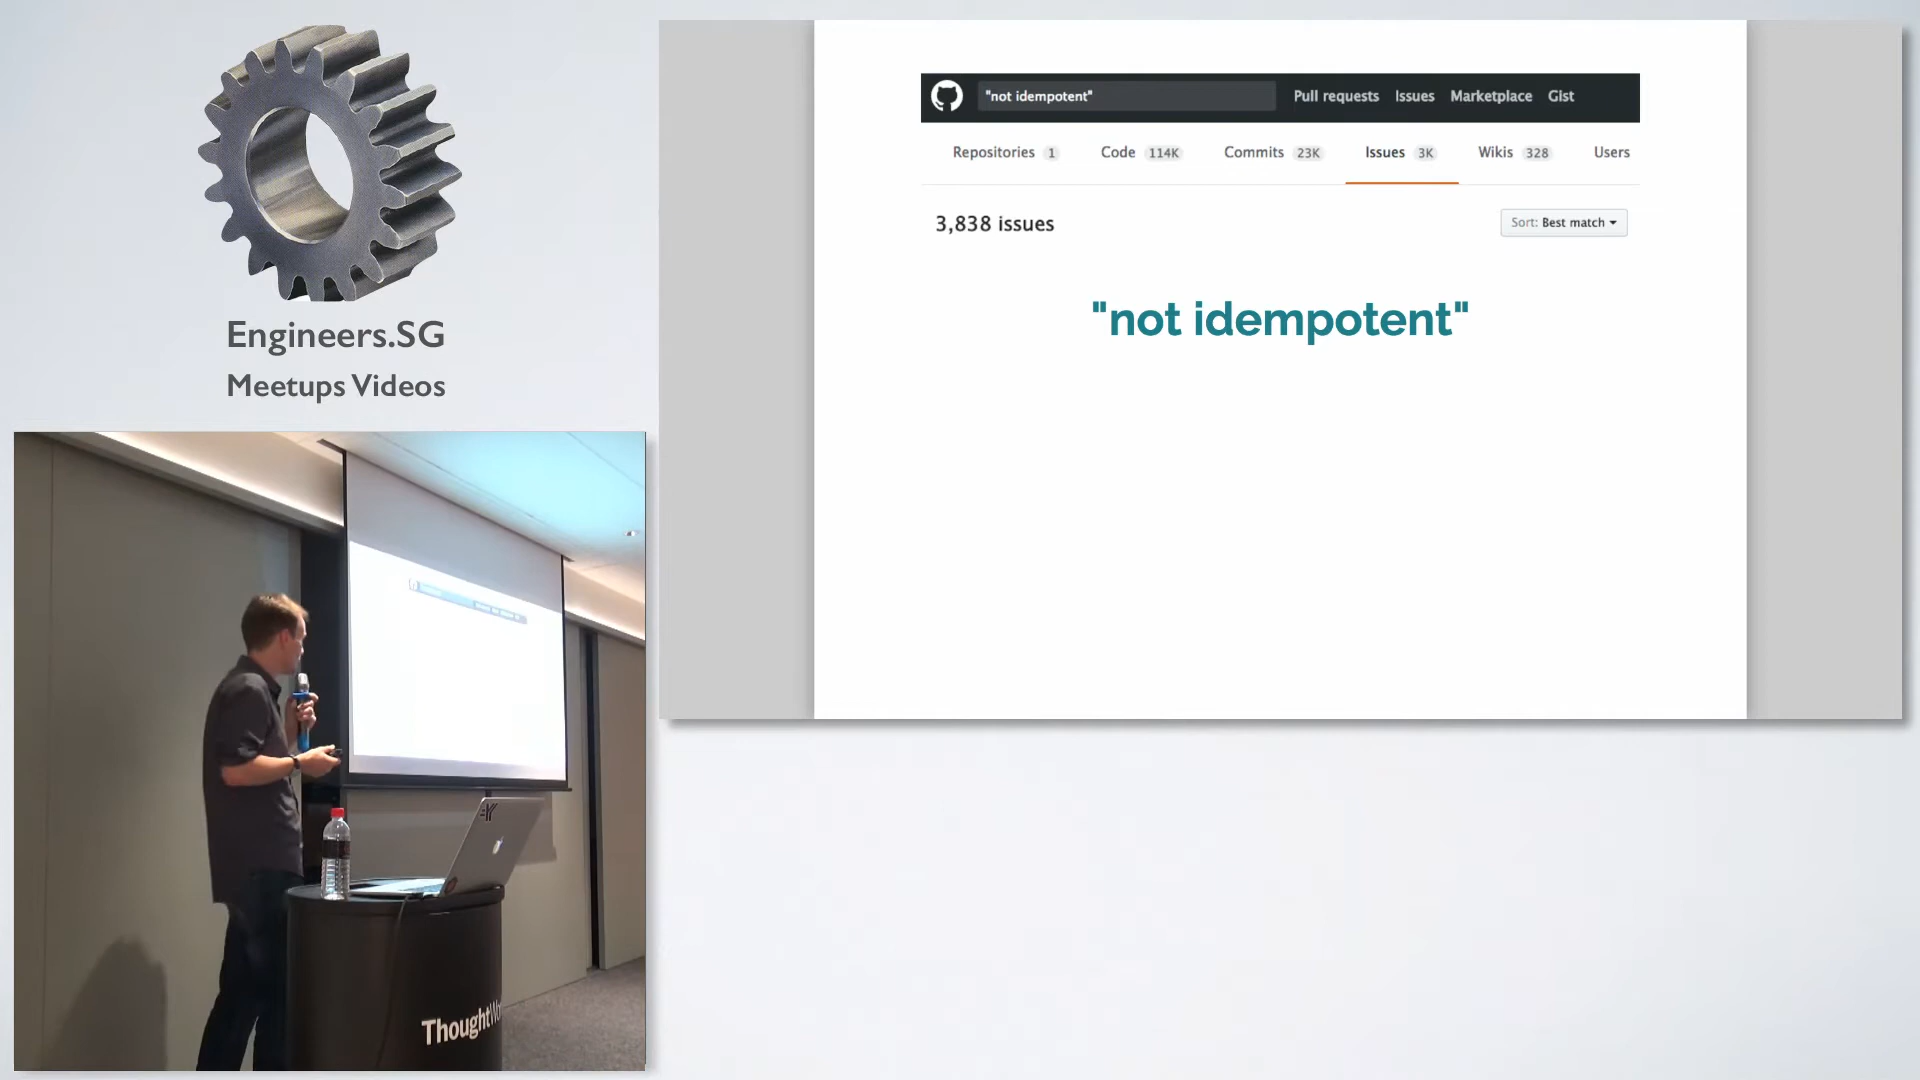 Engineers.SG
Meetups Videos
"not idempotent" Pull requests Issues Marketplace Gist
Repositories 1 Code 114K Commits 23K Issues 3K Wikis 328 Users
3,838 issues
Sort: Best match
"not idempotent"
ThoughtWo